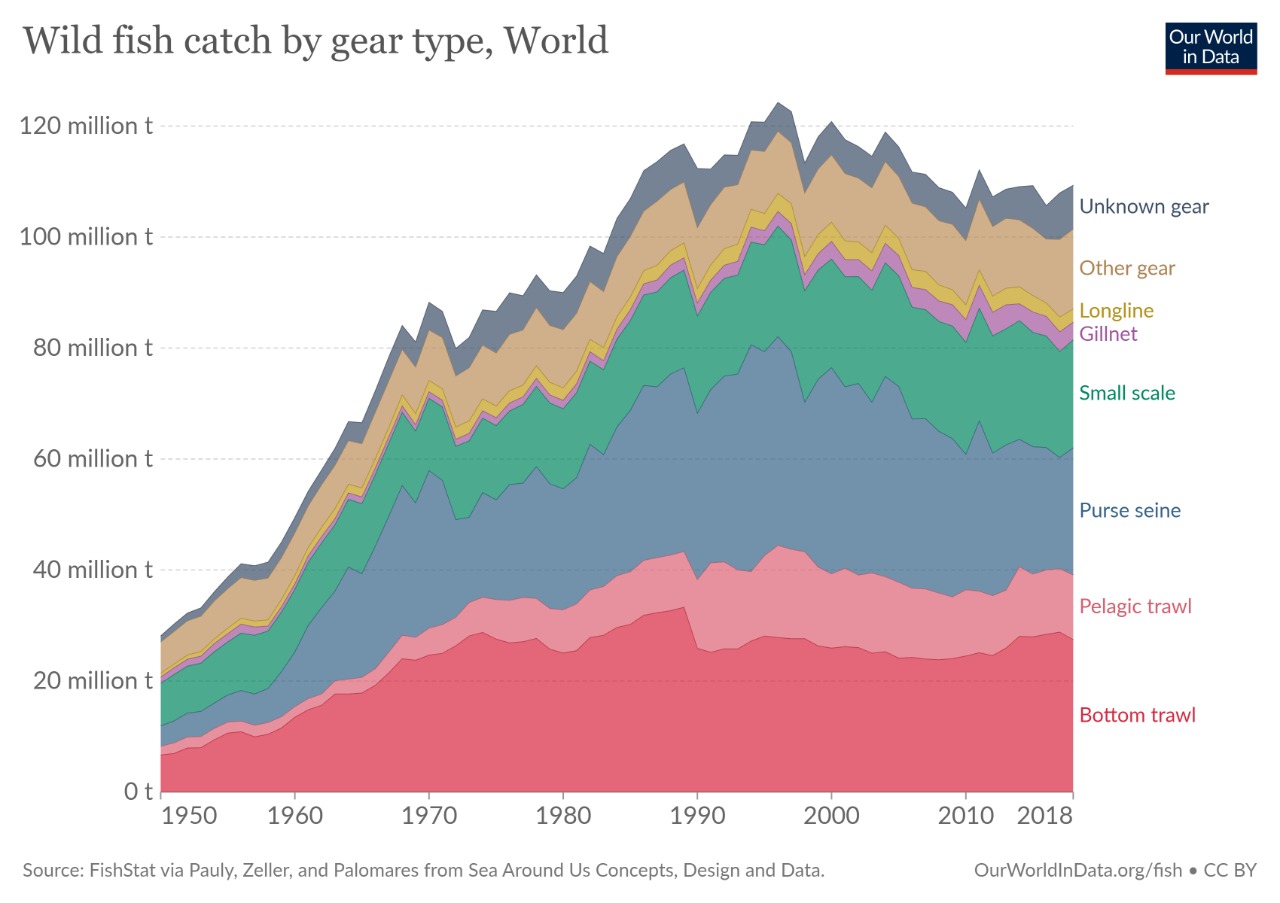 Wild fish catch by gear type, World
Our World
in Data
120 million t
100 million t
80 million t
60 million t
40 million t
20 million t
0 t
1950
1960
1970
1980
1990
2000
2010
2018
Unknown gear
Other gear
Longline
Gillnet
Small scale
Purse seine
Pelagic trawl
Bottom trawl
Source: FishStat via Pauly, Zeller, and Palomares from Sea Around Us Concepts, Design and Data.
OurWorldInData.org/fish • CC BY